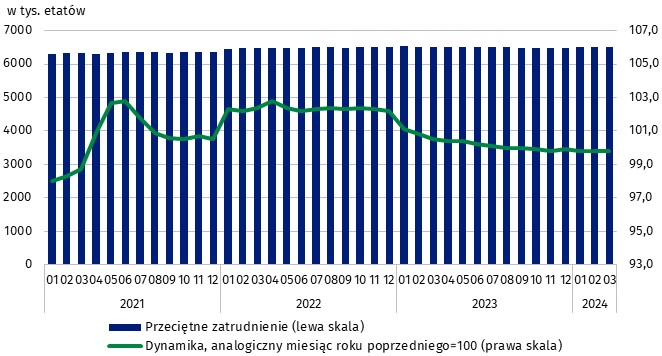 w tys. etatów
7000 107,0
6000 105,0
5000 103,0
4000 101,0
3000 99,0
2000 97,0
1000 95,0
0 93,0
01 02 03 04 05 06 07 08 09 10 11 12 01 02 03 04 05 06 07 08 09 10 11 12 01 02 03 04 05 06 07 08 09 10 11 12 01 02 03
2021 2022 2023 2024
Przeciętne zatrudnienie (lewa skala)
Dynamika, analogiczny miesiąc roku poprzedniego=100 (prawa skala)